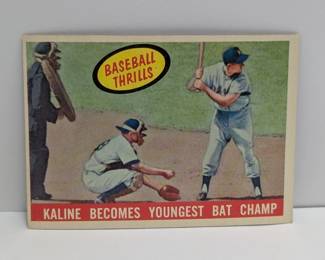 BASEBALL
THRILLS
KALINE BECOMES YOUNGEST BAT CHAMP